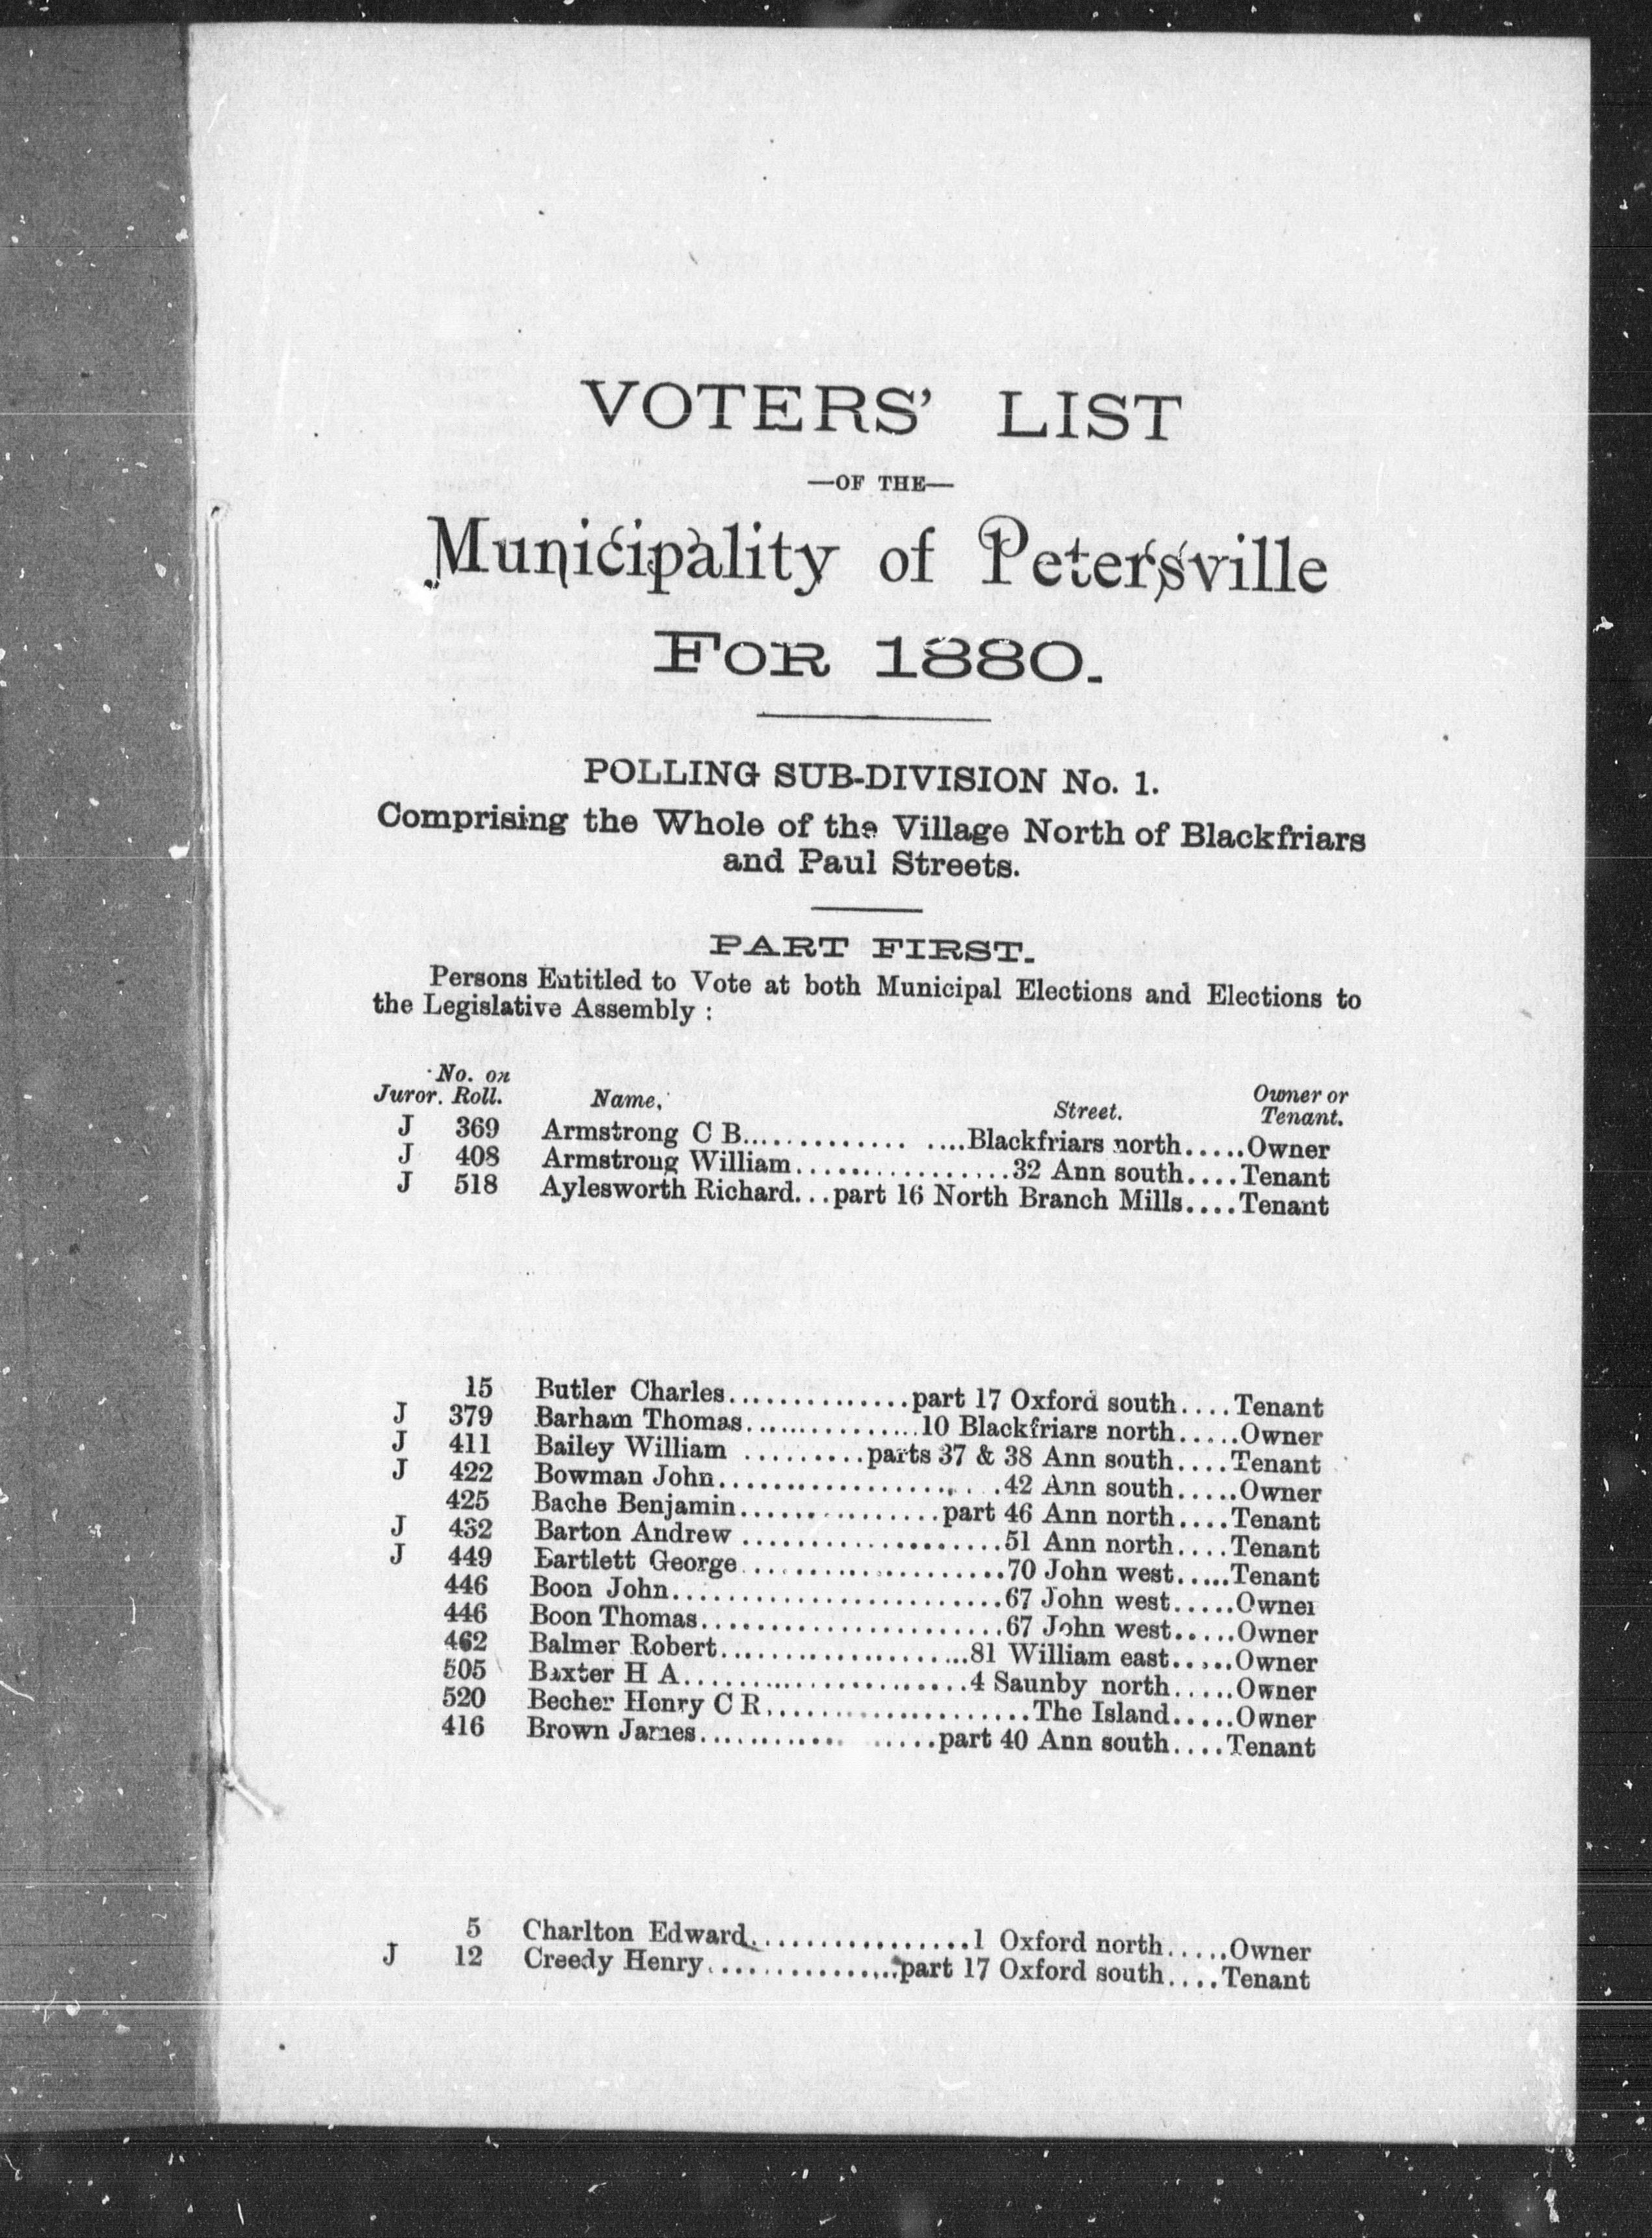 VOTERS' LIST
—OF THE—
Municipality of Petersville
FOR 1880.
POLLING SUB-DIVISION No. 1.
Comprising the Whole of the Village North of Blackfriars
and Paul Streets.
PART FIRST.
Persons Entitled to Vote at both Municipal Elections and Elections to
the Legislative Assembly :
No. on
Juror. Roll. Name. Street. Owner or
Tenant.
J 369 Armstrong C B.................Blackfriars north.....Owner
J 408 Armstroug William.................32 Ann south....Tenant
J 518 Aylesworth Richard...part 16 North Branch Mills....Tenant
15 Butler Charles...............part 17 Oxford south....Tenant
J 379 Barham Thomas...............10 Blackfriars north.....Owner
J 411 Bailey William .........parts 37 & 38 Ann south....Tenant
J 422 Bowman John........................42 Ann south.....Owner
425 Bache Benjamin................part 46 Ann north....Tenant
J 432 Barton Andrew ......................51 Ann north....Tenant
J 449 Bartlett George......................70 John west.....Tenant
446 Boon John............................67 John west.....Owner
446 Boon Thomas..........................67 John west.....Owner
462 Balmer Robert.....................81 William east.....Owner
505 Baxter H A........................4 Saunby north.....Owner
520 Becher Henry C R.......................The Island.....Owner
416 Brown James.................part 40 Ann south....Tenant
5 Charlton Edward...................1 Oxford north.....Owner
J 12 Creedy Henry................part 17 Oxford south....Tenant